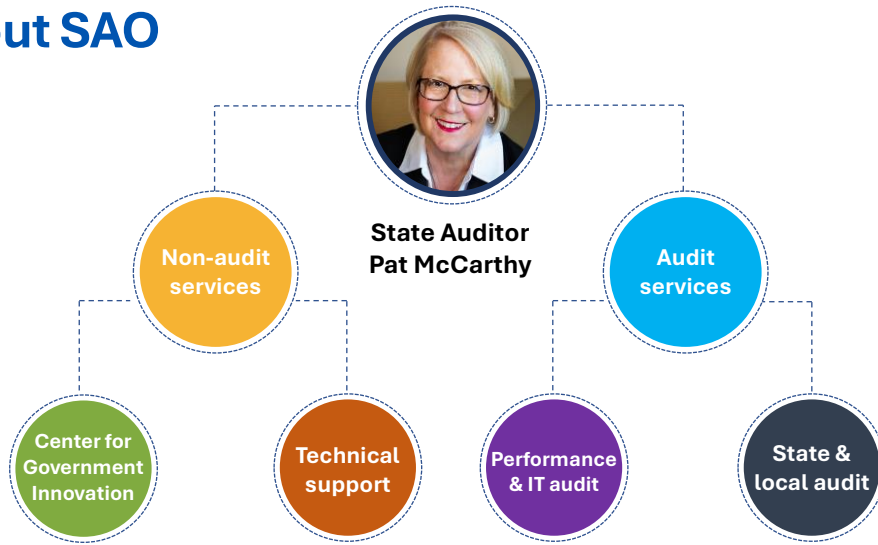 ut SAO
State Auditor
Pat McCarthy
Non-audit
services
Audit
services
Center for
Government
Innovation
Technical
support
Performance
& IT audit
State &
local audit